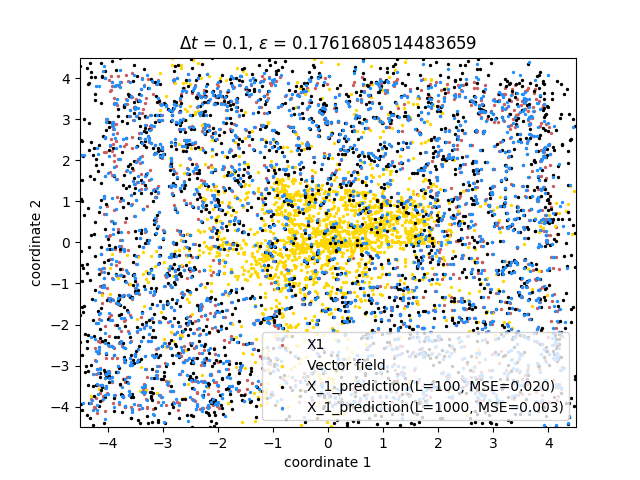 Δt = 0.1, ε = 0.1761680514483659
4
3
2
1
0
−1
−2
−3
−4
coordinate 2
X1
Vector field
X_1_prediction(L=100, MSE=0.020)
X_1_prediction(L=1000, MSE=0.003)
−4 −3 −2 −1 0 1 2 3 4
coordinate 1